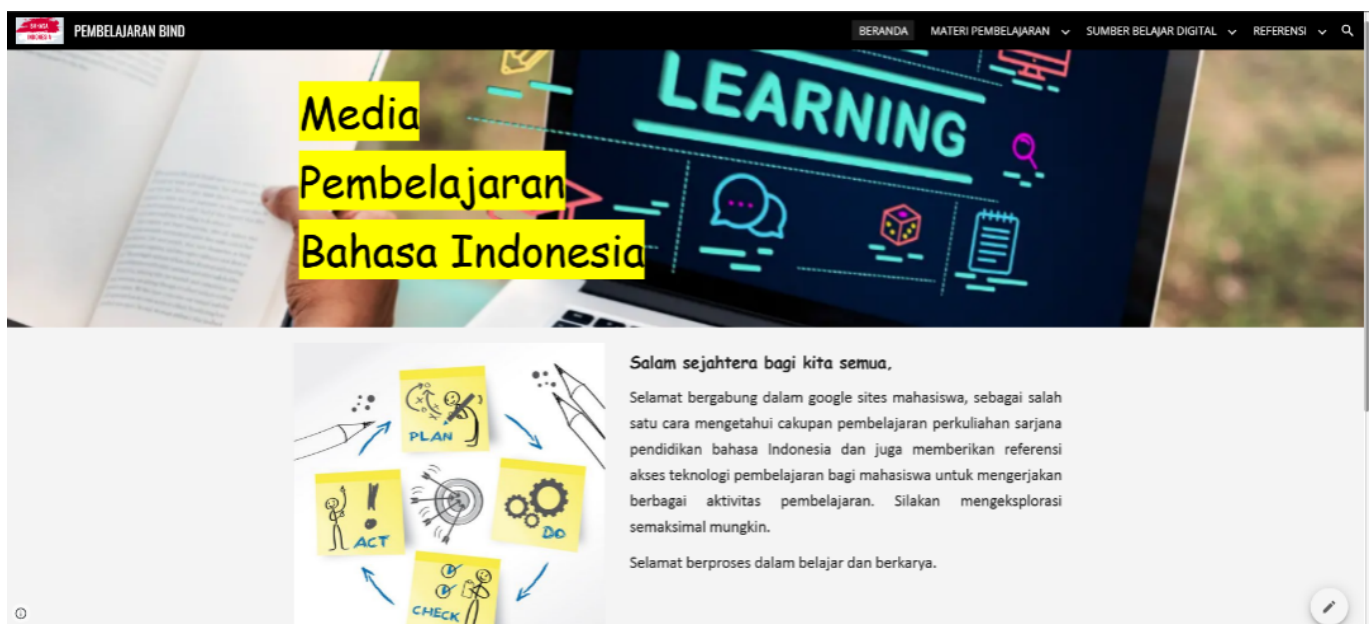 PEMBELAJARAN BIND
BERANDA MATERI PEMBELAJARAN SUMBER BELAJAR DIGITAL REFERENSI
LEARNING
Media
Pembelajaran
Bahasa Indonesia
Salam sejahtera bagi kita semua,
Selamat bergabung dalam google sites mahasiswa, sebagai salah
satu cara mengetahui cakupan pembelajaran perkuliahan sarjana
pendidikan bahasa Indonesia dan juga memberikan referensi
akses teknologi pembelajaran bagi mahasiswa untuk mengerjakan
berbagai aktivitas pembelajaran. Silakan mengeksplorasi
semaksimal mungkin.
Selamat berproses dalam belajar dan berkarya.
PLAN
DO
ACT
CHECK